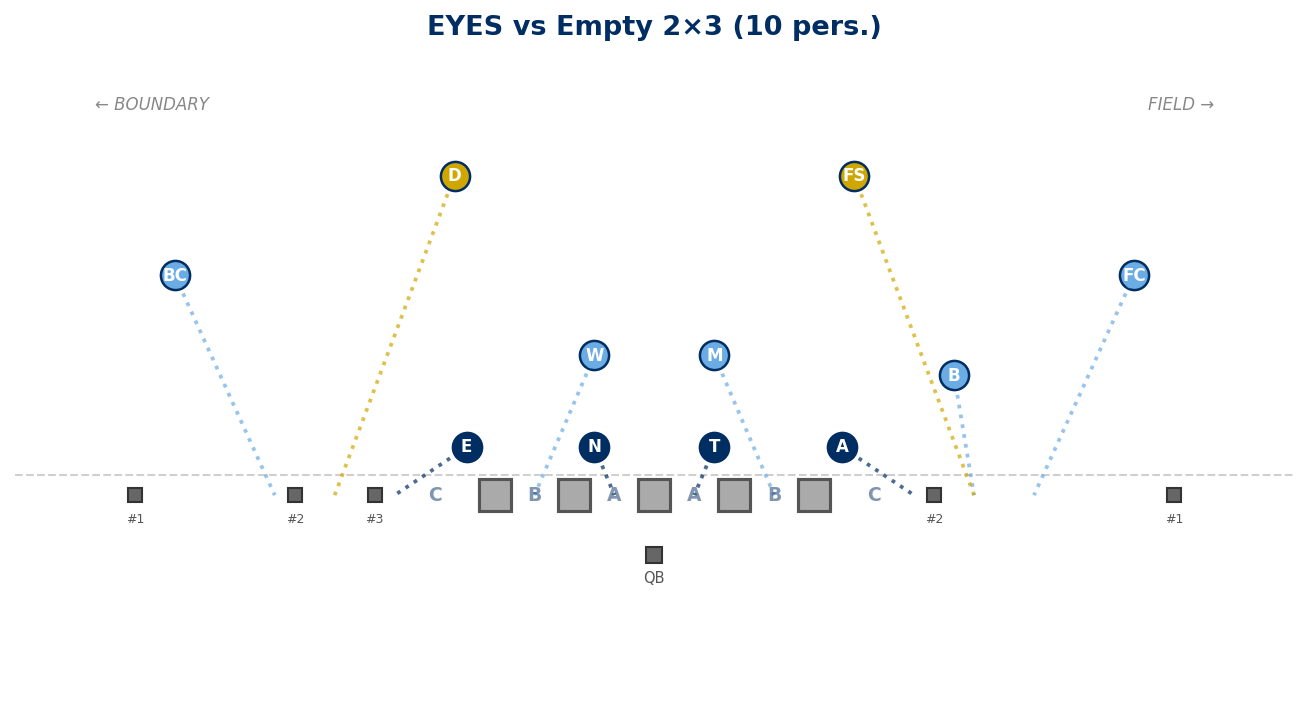 EYES vs Empty 2×3 (10 pers.)
← BOUNDARY
FIELD →
D
FS
BC
FC
W
M
B
E
N
T
A
C
B
A
A
B
C
#1
#2
#3
#2
#1
QB